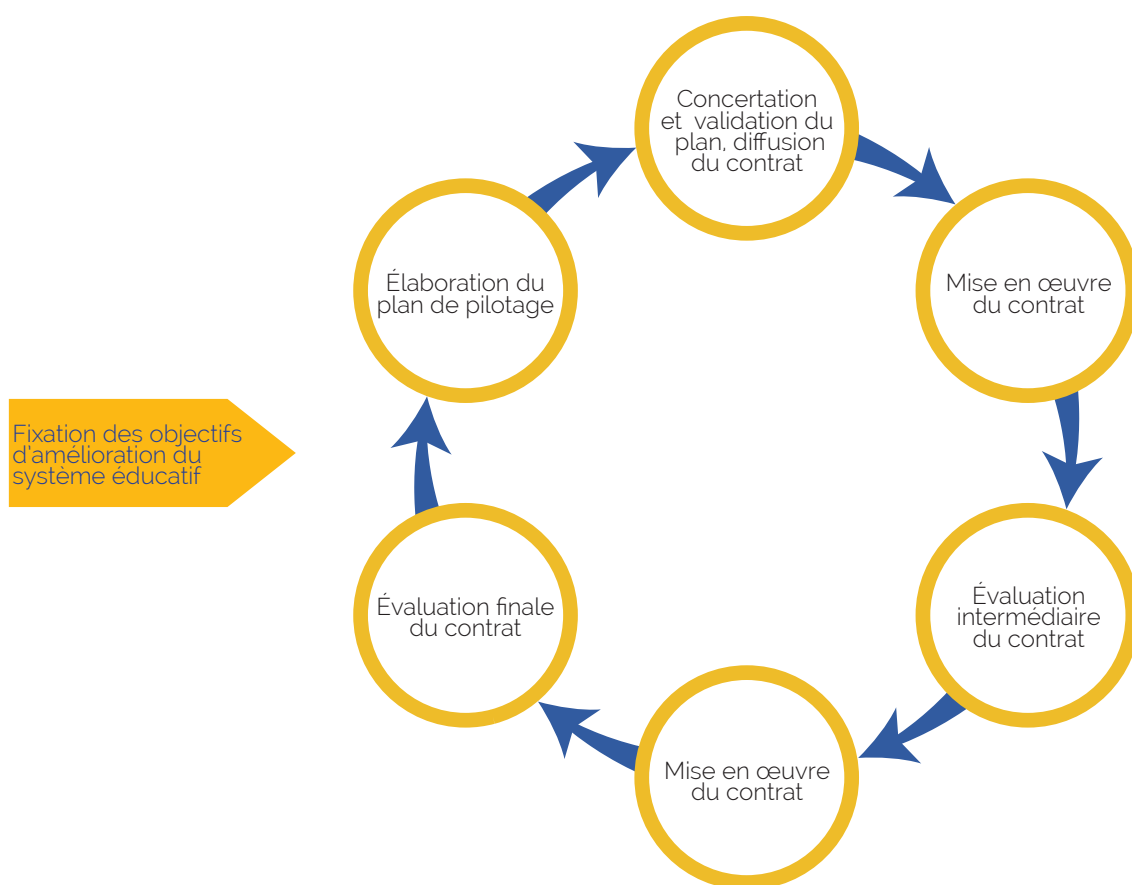 Concertation
et validation du
plan, diffusion
du contrat
Élaboration du
plan de pilotage
Mise en œuvre
du contrat
Fixation des objectifs
d'amélioration du
système éducatif
Évaluation finale
du contrat
Évaluation
intermédiaire
du contrat
Mise en œuvre
du contrat